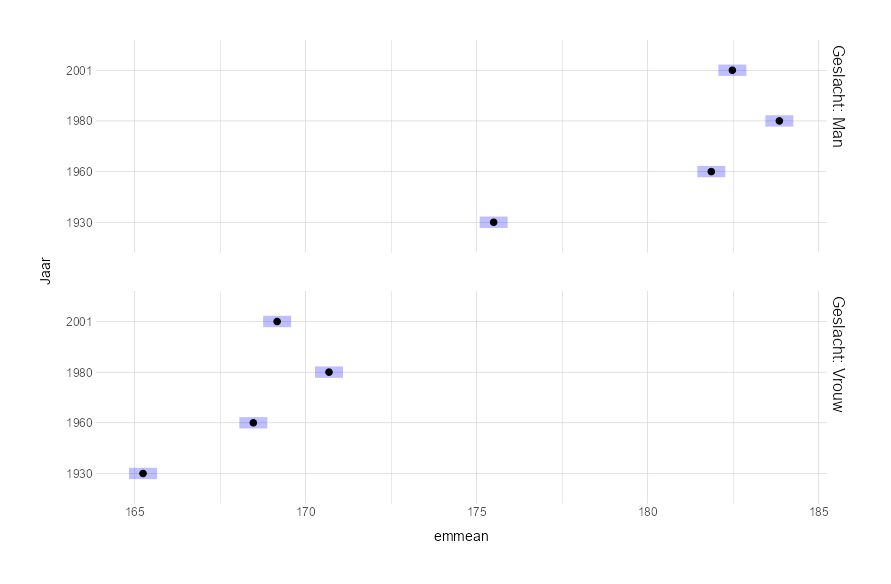 2001
1980
1960
1930
Geslacht: Man
Jaar
2001
1980
1960
1930
Geslacht: Vrouw
165 170 175 180 185
emmean